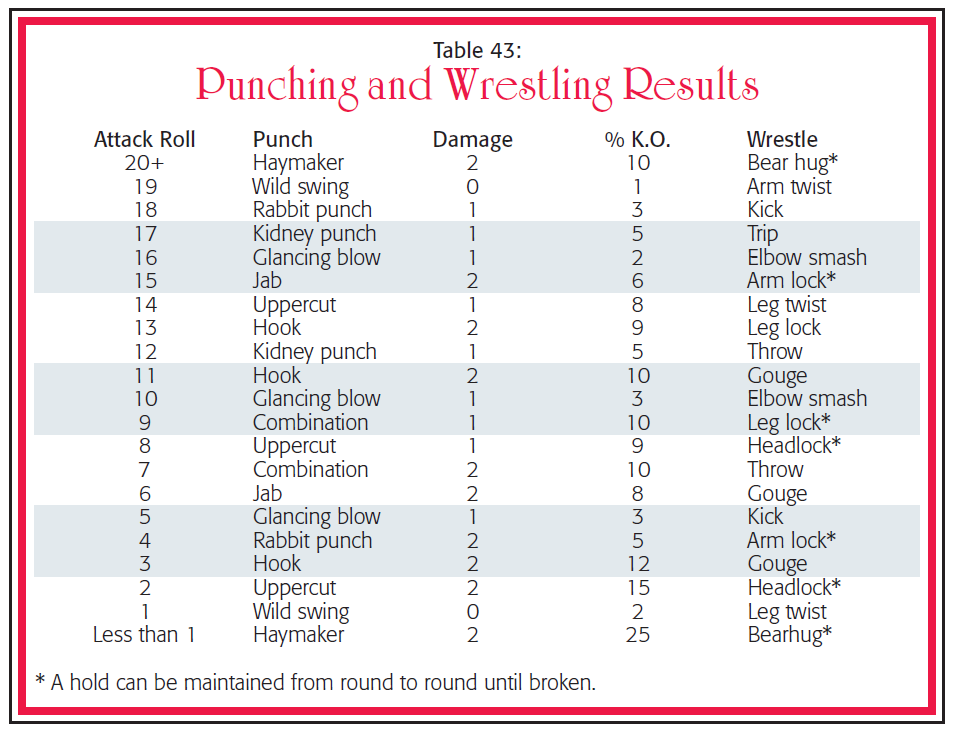 Table 43:
Punching and Wrestling Results
Attack Roll Punch Damage % K.O. Wrestle
20+ Haymaker 2 10 Bear hug*
19 Wild swing 0 1 Arm twist
18 Rabbit punch 1 3 Kick
17 Kidney punch 1 5 Trip
16 Glancing blow 1 2 Elbow smash
15 Jab 2 6 Arm lock*
14 Uppercut 1 8 Leg twist
13 Hook 2 9 Leg lock
12 Kidney punch 1 5 Throw
11 Hook 2 10 Gouge
10 Glancing blow 1 3 Elbow smash
9 Combination 1 10 Leg lock*
8 Uppercut 1 9 Headlock*
7 Combination 2 10 Throw
6 Jab 2 8 Gouge
5 Glancing blow 1 3 Kick
4 Rabbit punch 2 5 Arm lock*
3 Hook 2 12 Gouge
2 Uppercut 2 15 Headlock*
1 Wild swing 0 2 Leg twist
Less than 1 Haymaker 2 25 Bearhug*
* A hold can be maintained from round to round until broken.